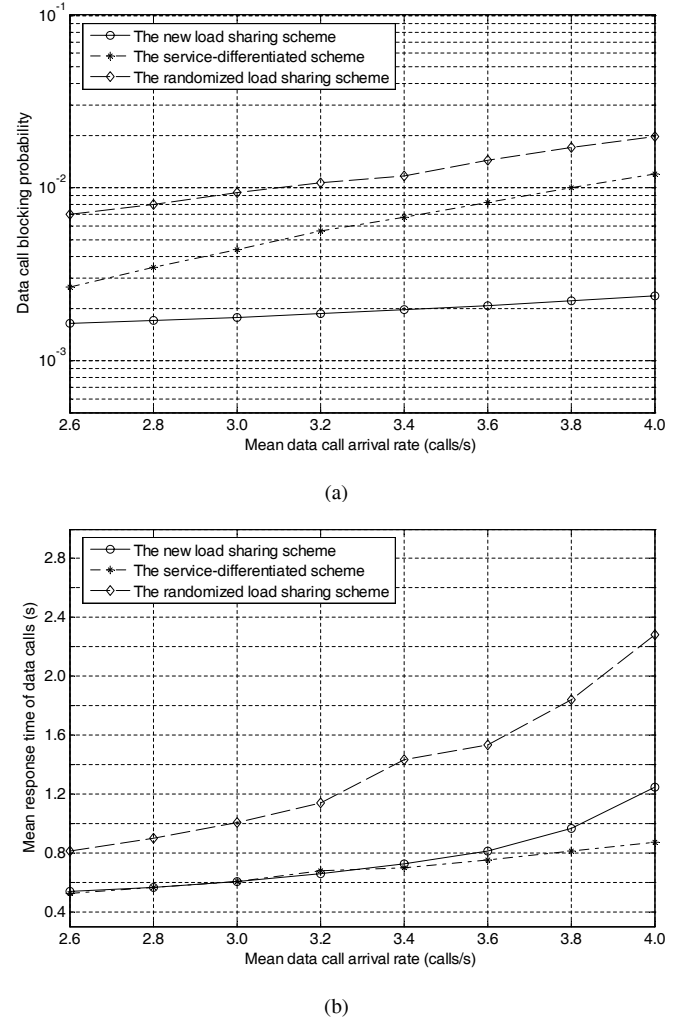 10-1
The new load sharing scheme
The service-differentiated scheme
The randomized load sharing scheme
Data call blocking probability
10-2
10-3
2.6 2.8 3.0 3.2 3.4 3.6 3.8 4.0
Mean data call arrival rate (calls/s)
(a)
The new load sharing scheme
The service-differentiated scheme
The randomized load sharing scheme
Mean response time of data calls (s)
2.8
2.4
2.0
1.6
1.2
0.8
0.4
2.6 2.8 3.0 3.2 3.4 3.6 3.8 4.0
Mean data call arrival rate (calls/s)
(b)